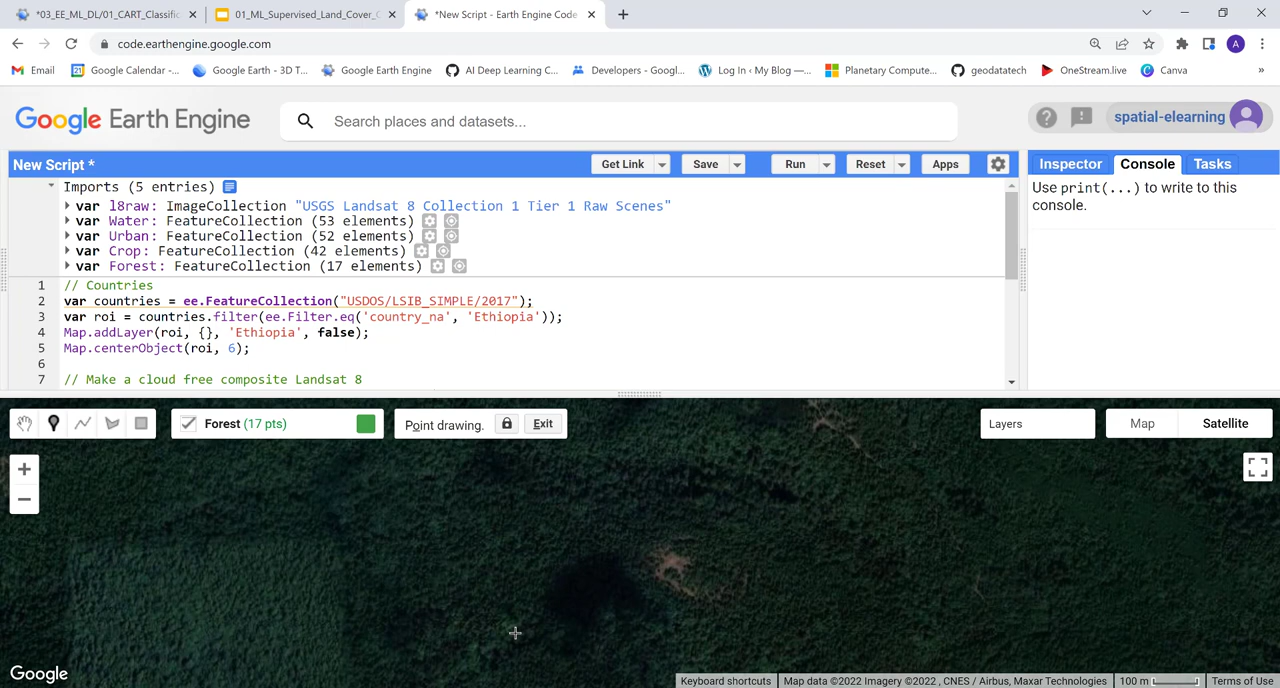 *03_EE_ML_DL/01_CART_Classific
01_ML_Supervised_Land_Cover_C
*New Script - Earth Engine Code
code.earthengine.google.com
Email
Google Calendar -...
Google Earth - 3D T...
Google Earth Engine
AI Deep Learning C...
Developers - Googl...
Log In ‹ My Blog —...
Planetary Compute...
geodatatech
OneStream.live
Canva
»
Google Earth Engine
Search places and datasets...
spatial-elearning
New Script *
Get Link
Save
Run
Reset
Apps
Inspector
Console
Tasks
Imports (5 entries)
var l8raw: ImageCollection "USGS Landsat 8 Collection 1 Tier 1 Raw Scenes"
var Water: FeatureCollection (53 elements)
var Urban: FeatureCollection (52 elements)
var Crop: FeatureCollection (42 elements)
var Forest: FeatureCollection (17 elements)
1 // Countries
2 var countries = ee.FeatureCollection("USDOS/LSIB_SIMPLE/2017");
3 var roi = countries.filter(ee.Filter.eq('country_na', 'Ethiopia'));
4 Map.addLayer(roi, {}, 'Ethiopia', false);
5 Map.centerObject(roi, 6);
6
7 // Make a cloud free composite Landsat 8
Use print(...) to write to this
console.
Forest (17 pts)
Point drawing.
Exit
Layers
Map
Satellite
+
−
Google
Keyboard shortcuts
Map data ©2022 Imagery ©2022 , CNES / Airbus, Maxar Technologies
100 m
Terms of Use